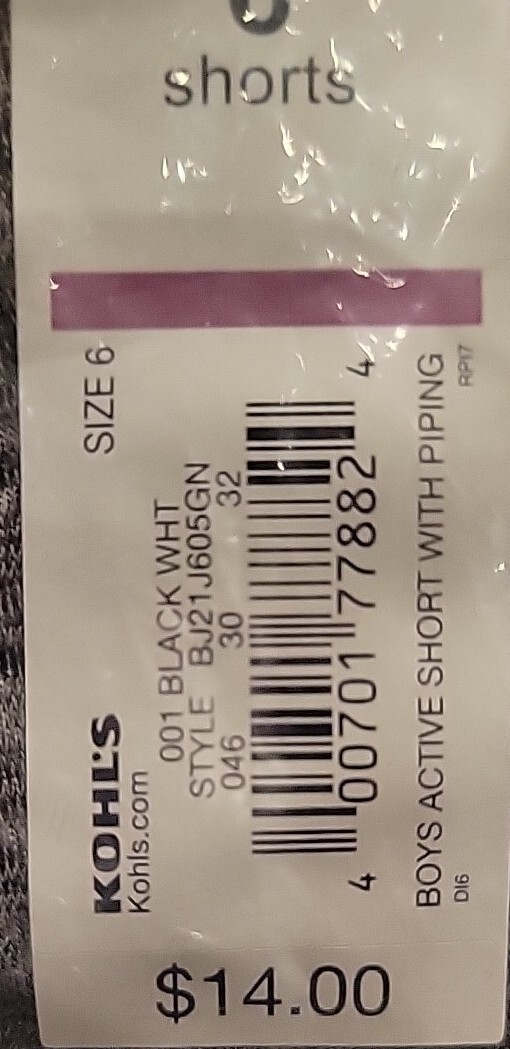 shorts
SIZE 6
KOHL'S
Kohls.com
001 BLACK WHT
STYLE BJ21J605GN
046 30 32
4 00701 77882 4
BOYS ACTIVE SHORT WITH PIPING
DI6 RP17
$14.00